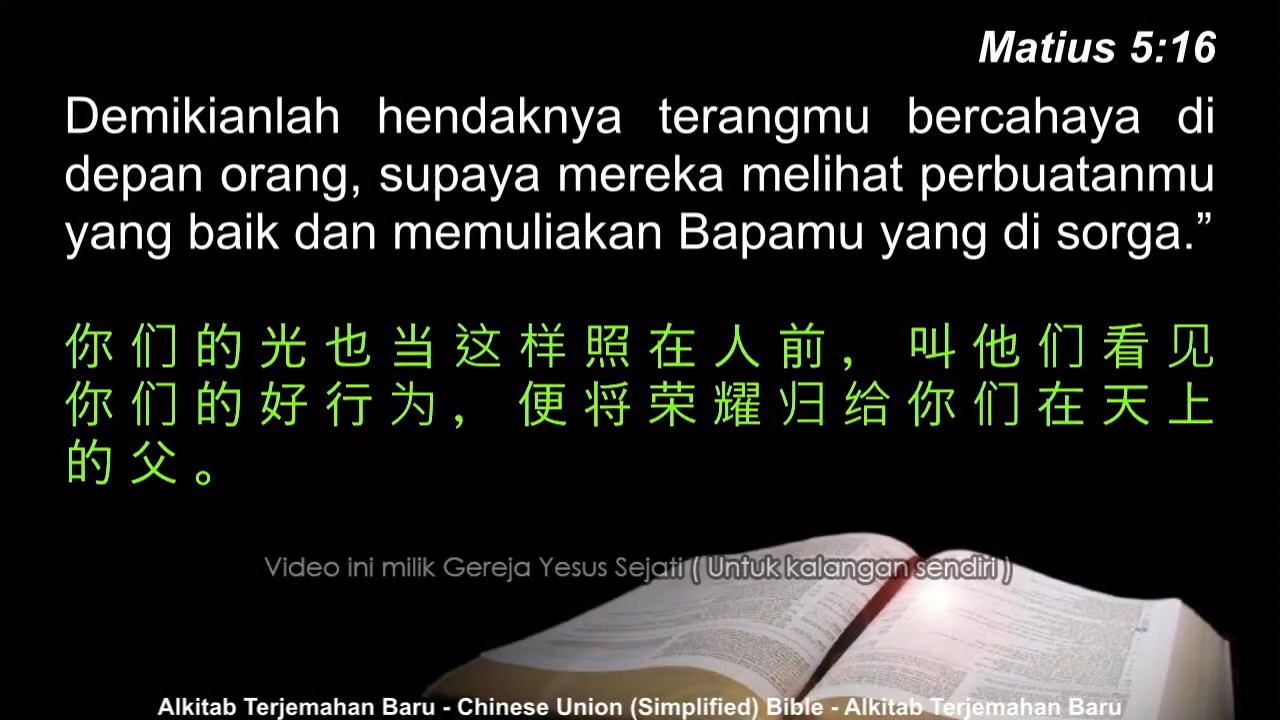 Matius 5:16
Demikianlah hendaknya terangmu bercahaya di
depan orang, supaya mereka melihat perbuatanmu
yang baik dan memuliakan Bapamu yang di sorga.”
你们的光也当这样照在人前，叫他们看见
你们的好行为，便将荣耀归给你们在天上
的父。
Video ini milik Gereja Yesus Sejati ( Untuk kalangan sendiri )
Alkitab Terjemahan Baru - Chinese Union (Simplified) Bible - Alkitab Terjemahan Baru